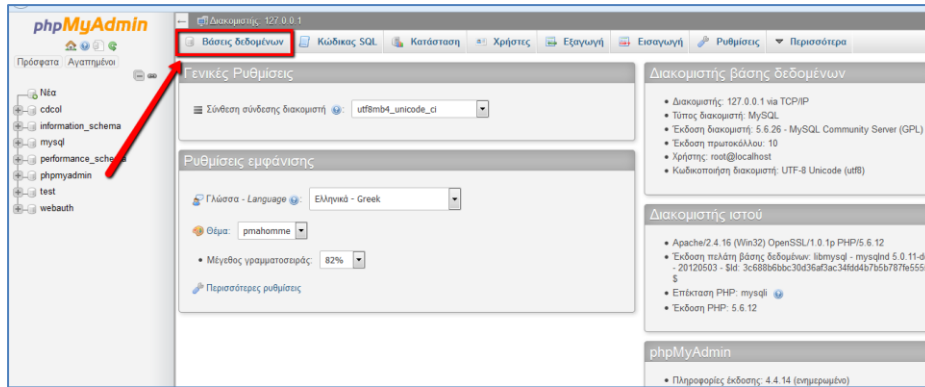 phpMyAdmin
Πρόσφατα Αγαπημένοι
Νέα
cdcol
information_schema
mysql
performance_schema
phpmyadmin
test
webauth
Διακομιστής: 127.0.0.1
Βάσεις δεδομένων Κώδικας SQL Κατάσταση Χρήστες Εξαγωγή Εισαγωγή Ρυθμίσεις Περισσότερα
Γενικές Ρυθμίσεις
Σύνθεση σύνδεσης διακομιστή : utf8mb4_unicode_ci
Ρυθμίσεις εμφάνισης
Γλώσσα - Language : Ελληνικά - Greek
Θέμα: pmahomme
• Μέγεθος γραμματοσειράς: 82%
Περισσότερες ρυθμίσεις
Διακομιστής βάσης δεδομένων
• Διακομιστής: 127.0.0.1 via TCP/IP
• Τύπος διακομιστή: MySQL
• Έκδοση διακομιστή: 5.6.26 - MySQL Community Server (GPL)
• Έκδοση πρωτοκόλλου: 10
• Χρήστης: root@localhost
• Κωδικοποίηση διακομιστή: UTF-8 Unicode (utf8)
Διακομιστής ιστού
• Apache/2.4.16 (Win32) OpenSSL/1.0.1p PHP/5.6.12
• Έκδοση πελάτη βάσης δεδομένων: libmysql - mysqlnd 5.0.11-d
- 20120503 - $Id:
$
• Επέκταση PHP: mysqli
• Έκδοση PHP: 5.6.12
phpMyAdmin
• Πληροφορίες έκδοσης: 4.4.14 (ενημερωμένο)